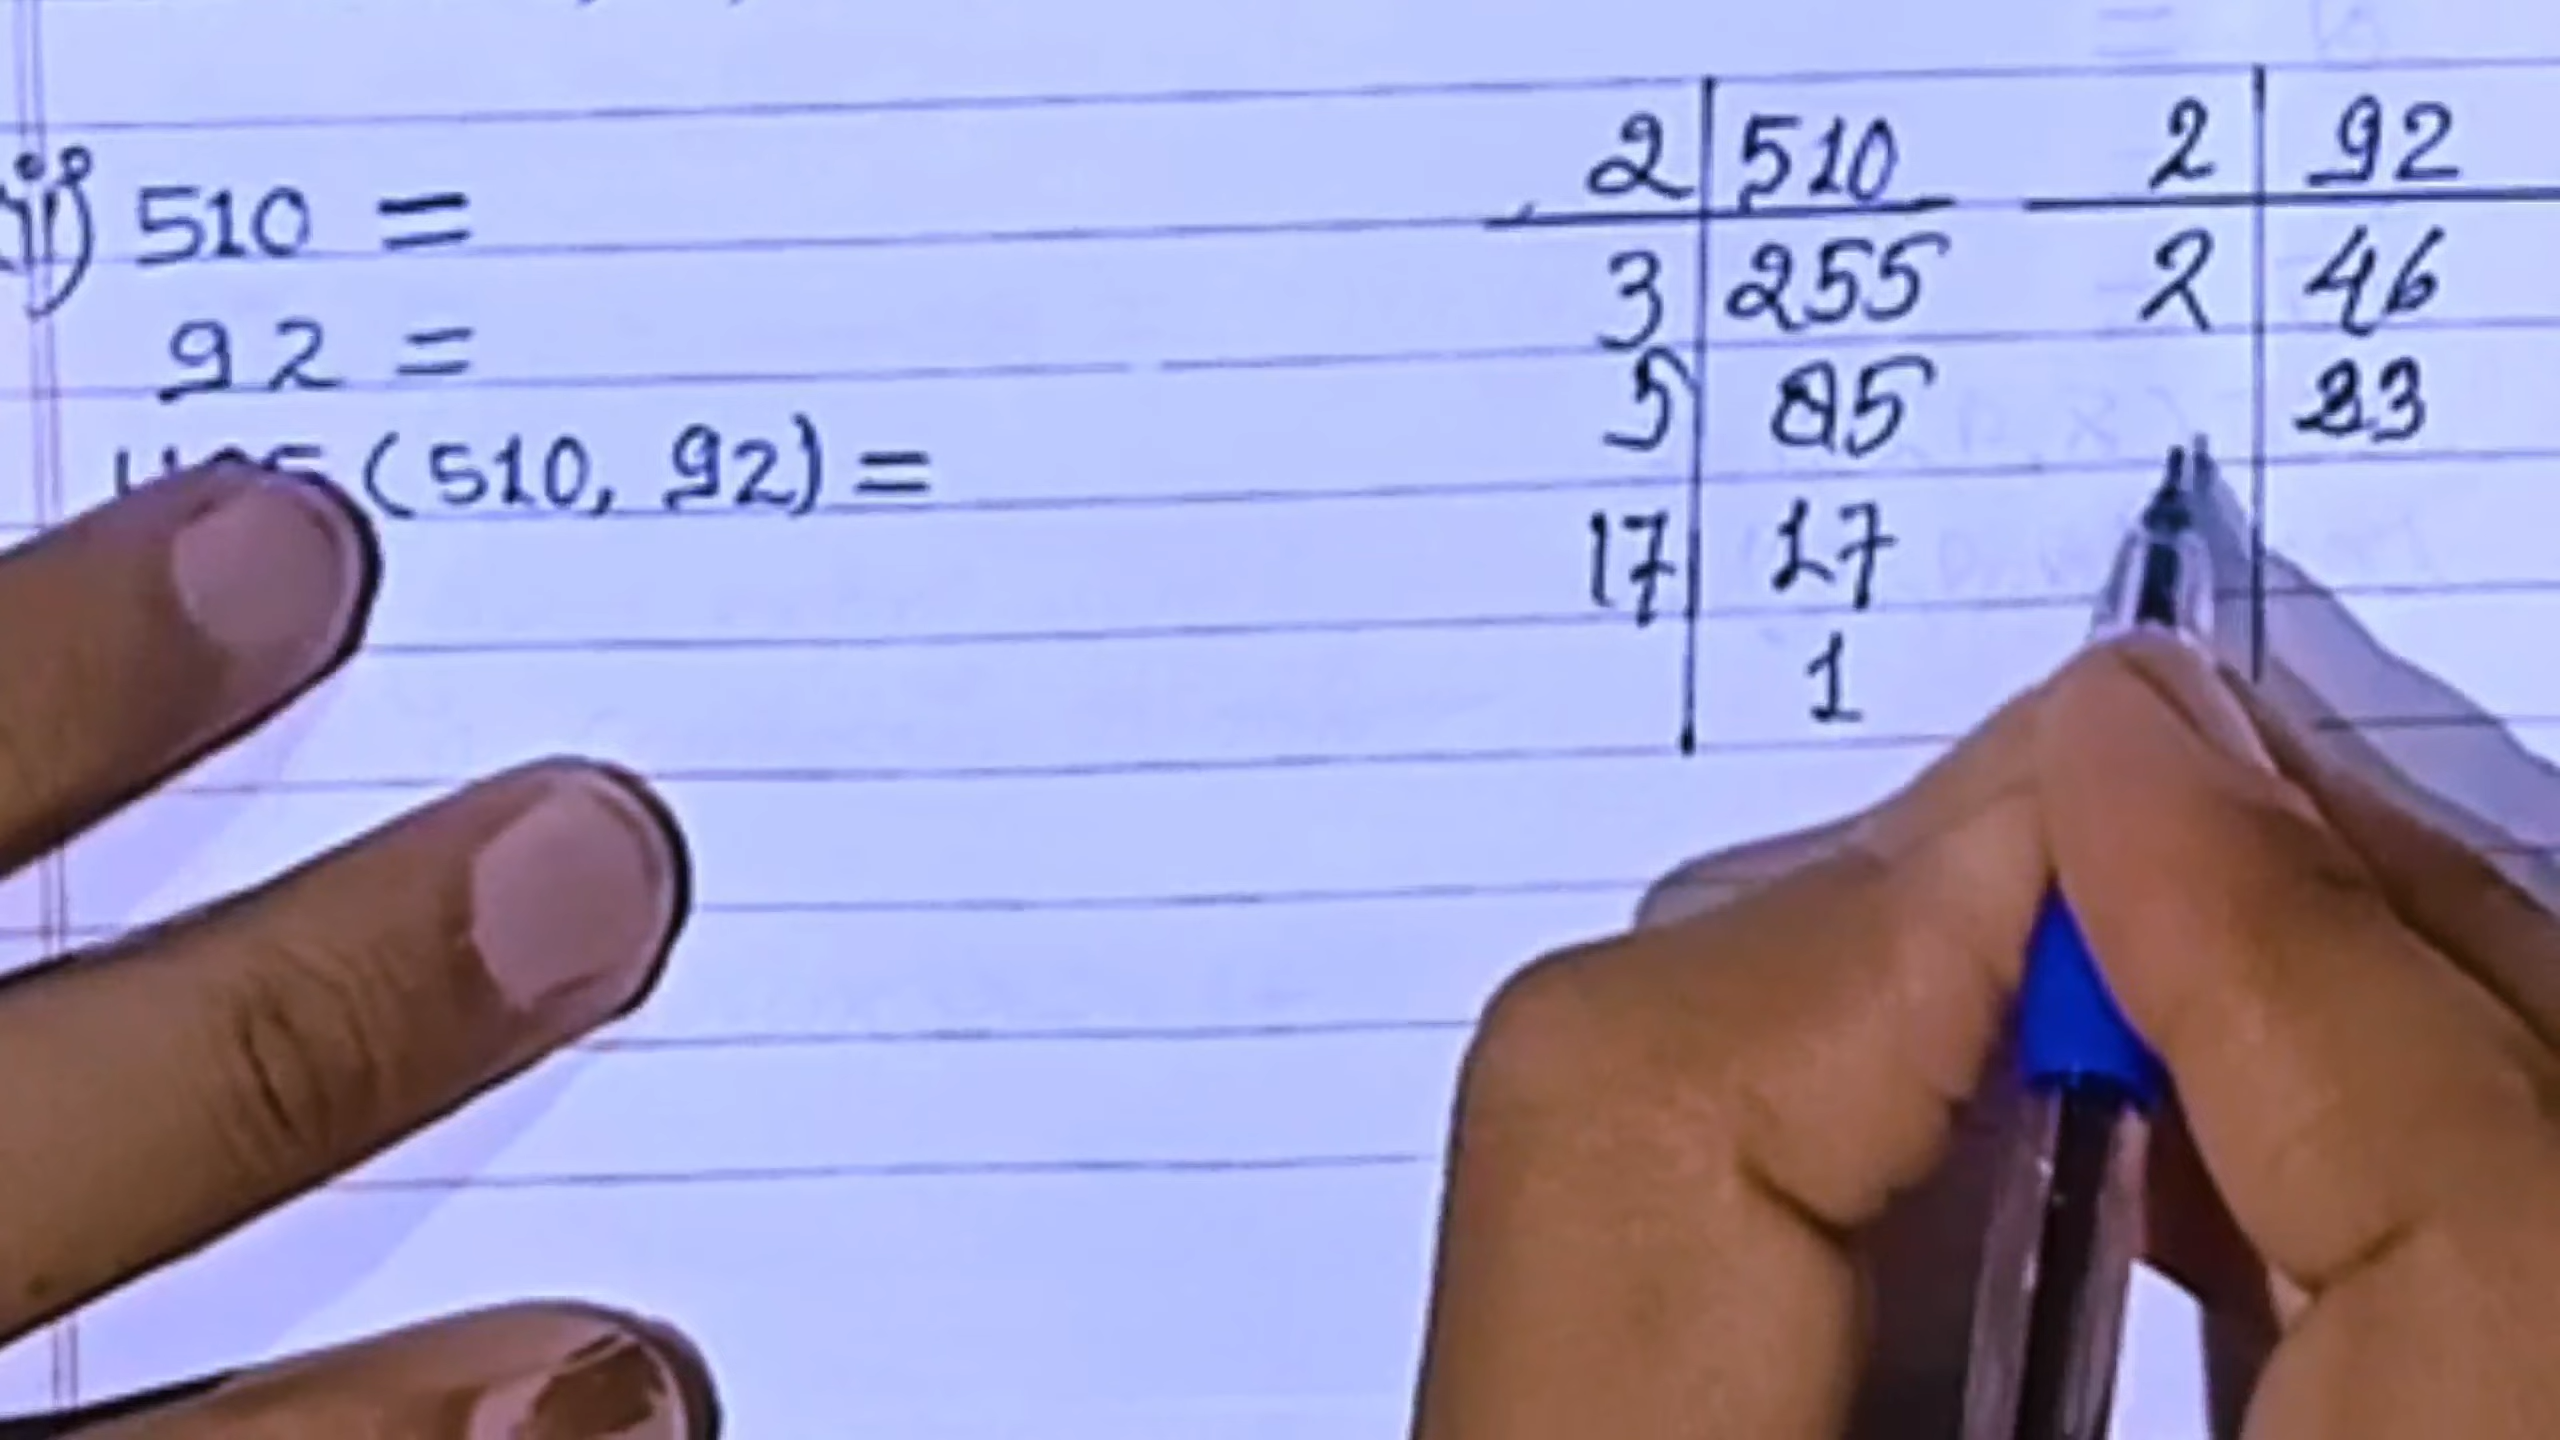 ii) 510 =
92 =
(510, 92) =
2 | 510
3 | 255
5 | 85
17 | 17
1
2 | 92
2 | 46
23